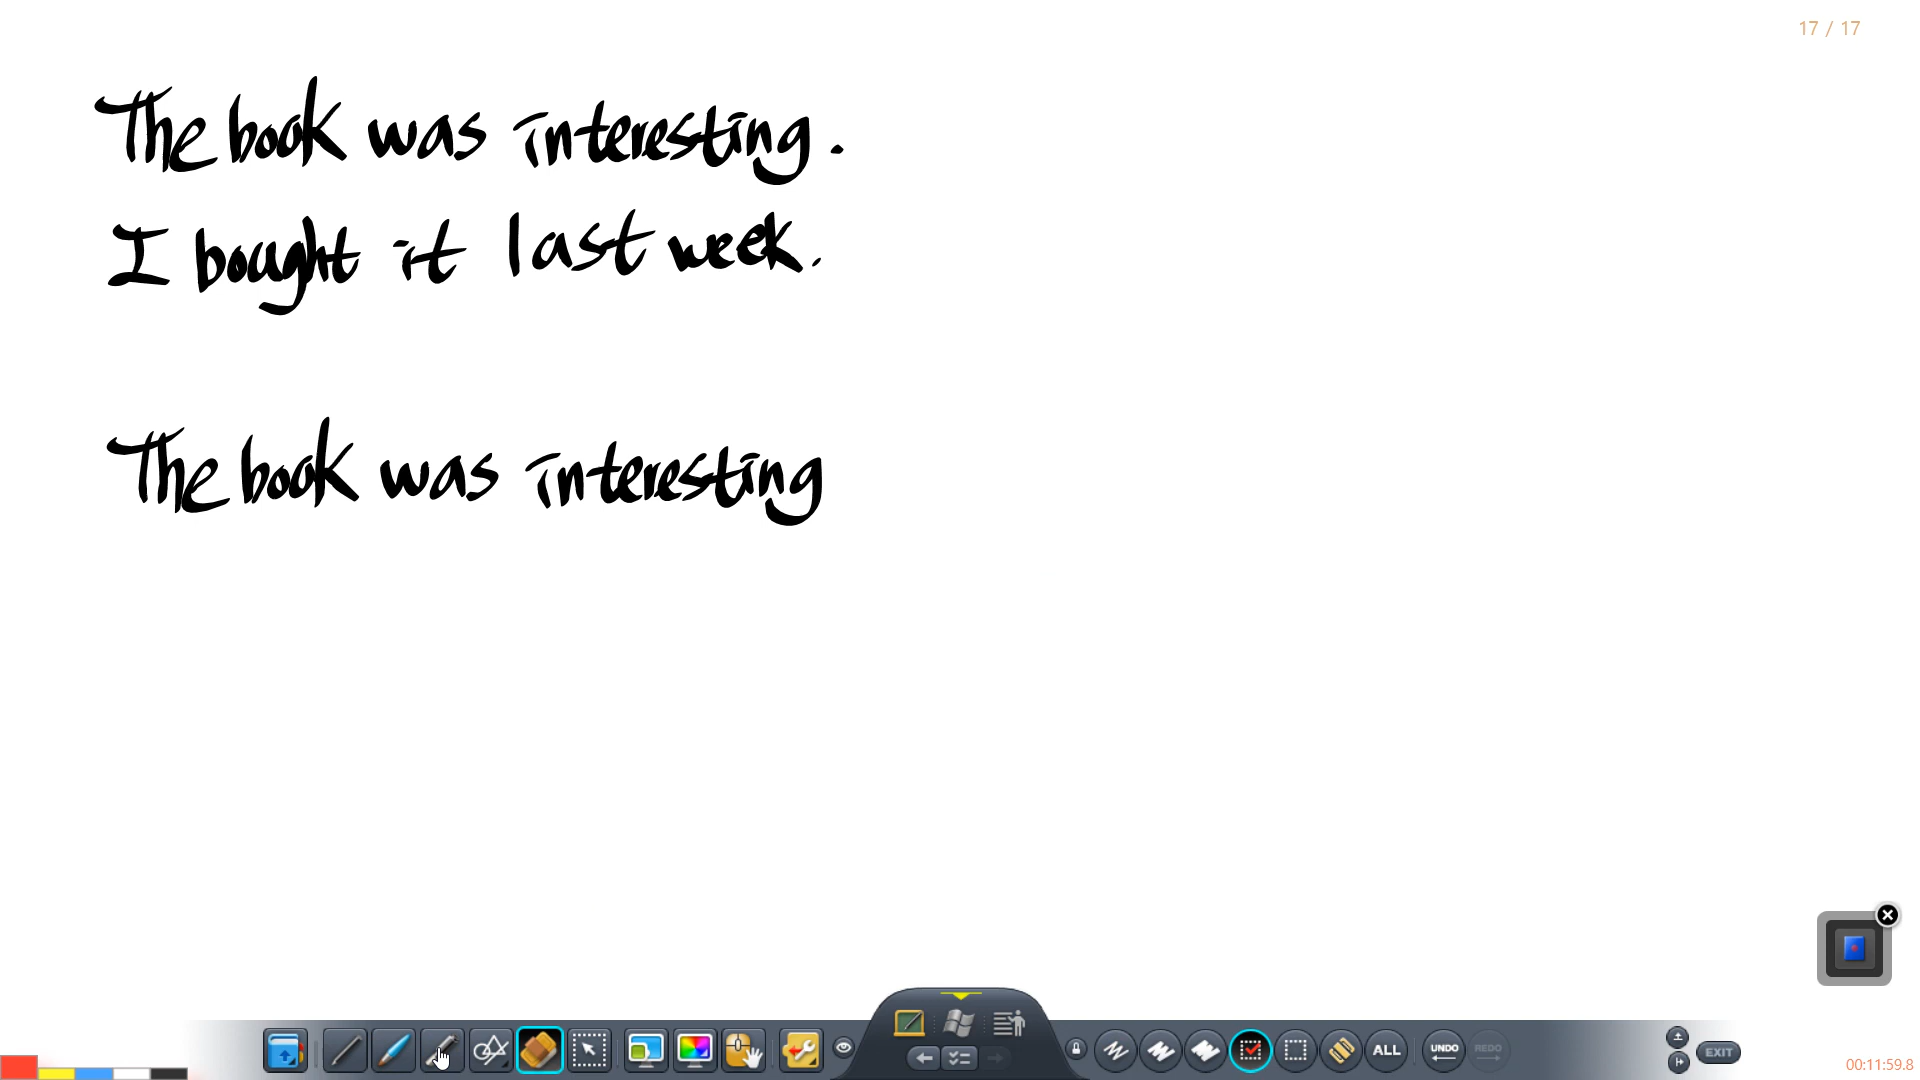 17 / 17
The book was interesting.
I bought it last week.
The book was interesting
ALL
UNDO
REDO
EXIT
00:11:59.8